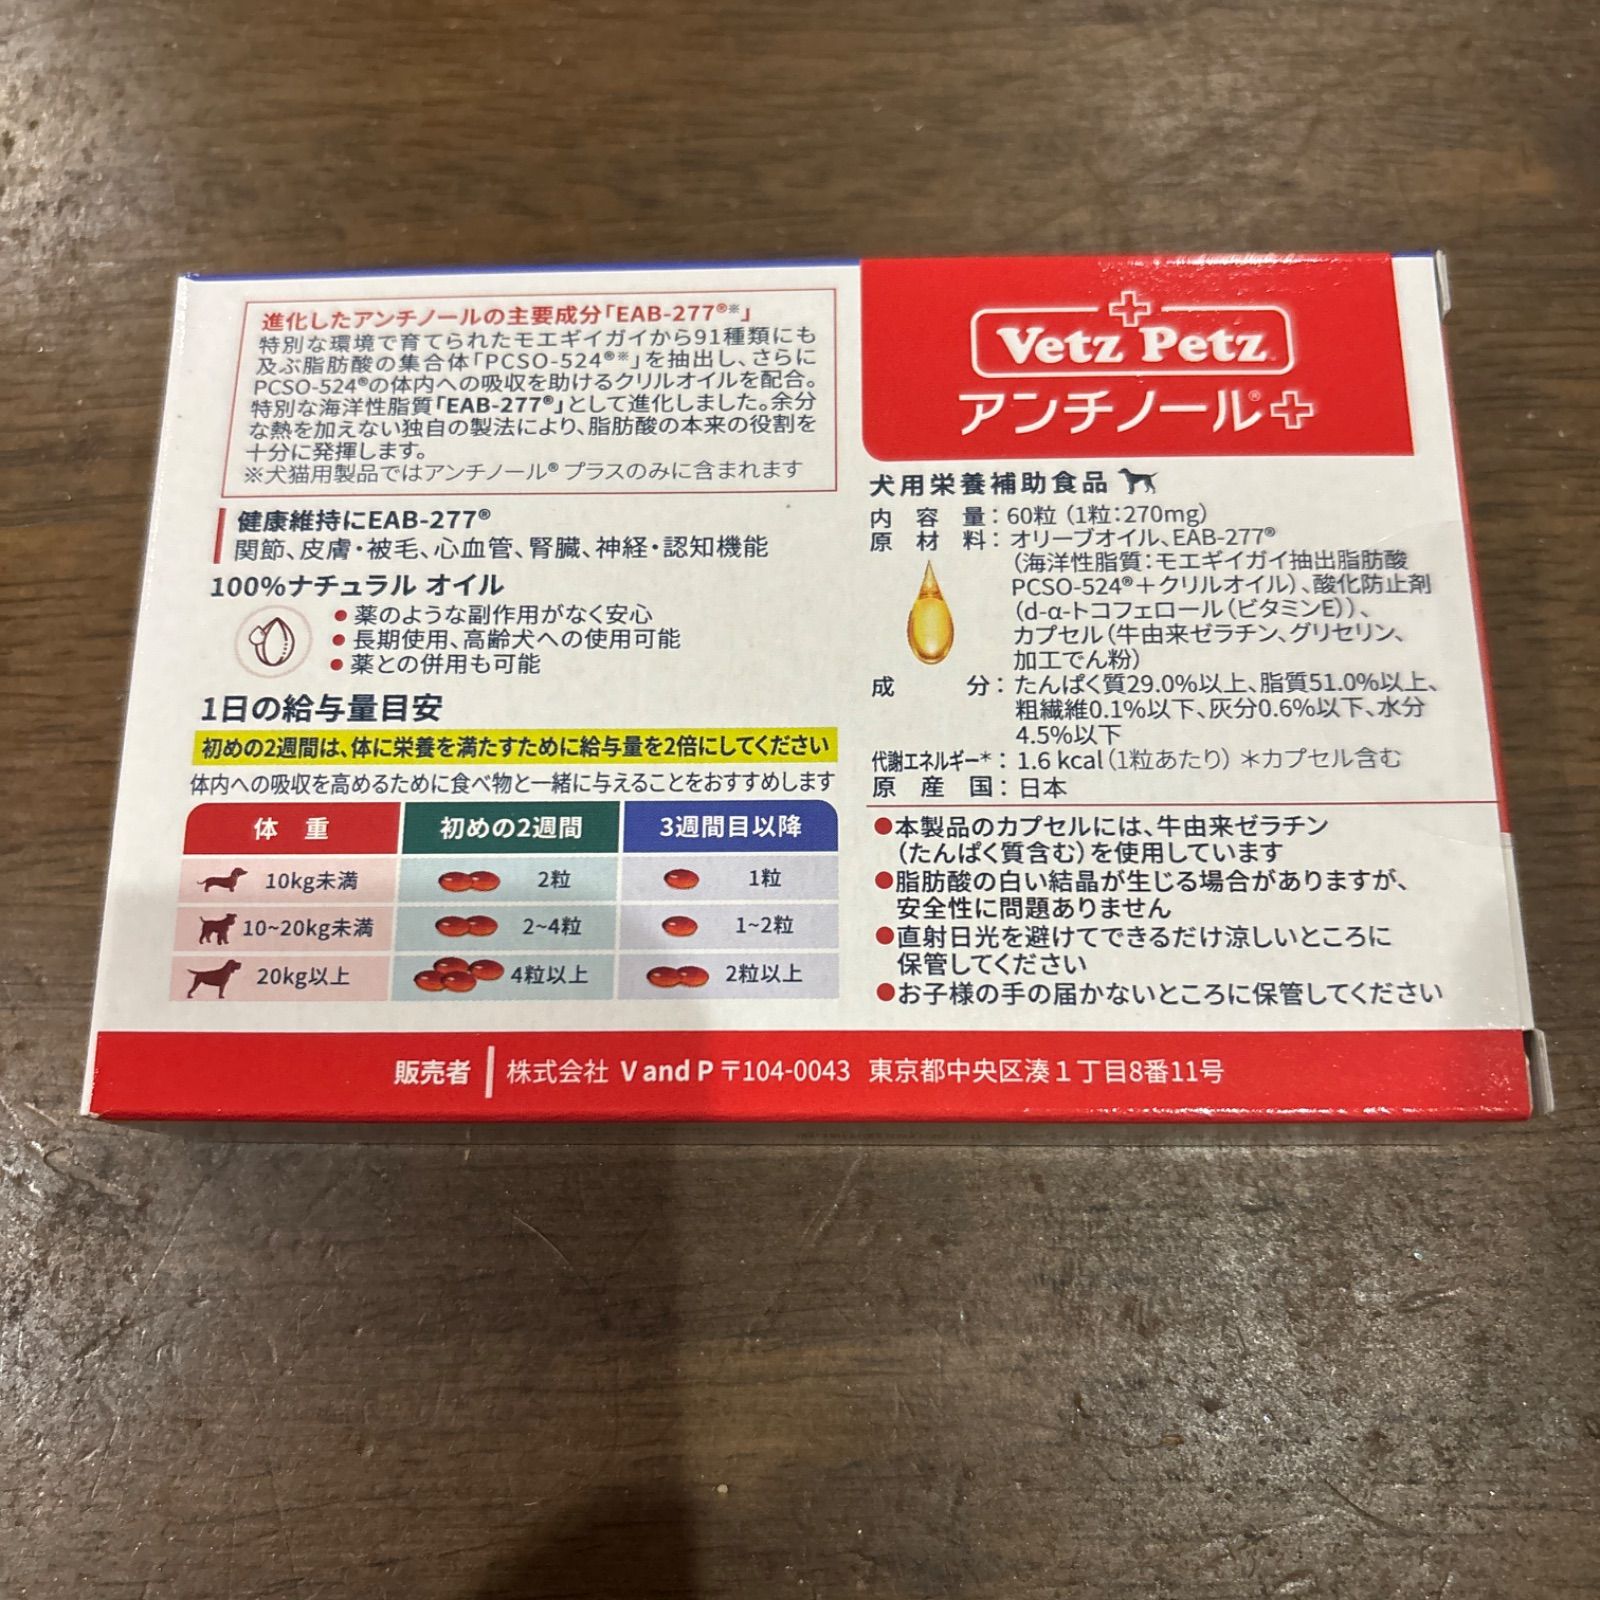 進化したアンチノールの主要成分「EAB-277®※」
特別な環境で育てられたモエギイガイから91種類にも
及ぶ脂肪酸の集合体「PCSO-524®※」を抽出し、さらに
PCSO-524®の体内への吸収を助けるクリルオイルを配合。
特別な海洋性脂質「EAB-277®」として進化しました。余分
な熱を加えない独自の製法により、脂肪酸の本来の役割を
十分に発揮します。
※犬猫用製品ではアンチノール® プラスのみに含まれます
健康維持にEAB-277®
関節、皮膚・被毛、心血管、腎臓、神経・認知機能
100%ナチュラル オイル
●薬のような副作用がなく安心
●長期使用、高齢犬への使用可能
●薬との併用も可能
1日の給与量目安
初めの2週間は、体に栄養を満たすために給与量を2倍にしてください
体内への吸収を高めるために食べ物と一緒に与えることをおすすめします
体 重 初めの2週間 3週間目以降
10kg未満 2粒 1粒
10~20kg未満 2~4粒 1~2粒
20kg以上 4粒以上 2粒以上
Vetz Petz
アンチノール®+
犬用栄養補助食品
内 容 量：60粒（1粒：270mg）
原 材 料：オリーブオイル、EAB-277®
（海洋性脂質：モエギイガイ抽出脂肪酸
PCSO-524®＋クリルオイル）、酸化防止剤
（d-α-トコフェロール（ビタミンE））、
カプセル（牛由来ゼラチン、グリセリン、
加工でん粉）
成 分：たんぱく質29.0%以上、脂質51.0%以上、
粗繊維0.1%以下、灰分0.6%以下、水分
4.5%以下
代謝エネルギー*：1.6 kcal（1粒あたり）＊カプセル含む
原 産 国：日本
●本製品のカプセルには、牛由来ゼラチン
（たんぱく質含む）を使用しています
●脂肪酸の白い結晶が生じる場合がありますが、
安全性に問題ありません
●直射日光を避けてできるだけ涼しいところに
保管してください
●お子様の手の届かないところに保管してください
販売者 株式会社 V and P 〒104-0043 東京都中央区湊1丁目8番11号